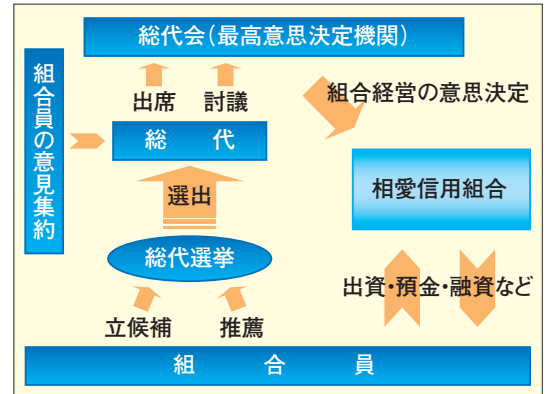 総代会（最高意思決定機関）
組合員の意見集約
出席
討議
組合経営の意思決定
総代
選出
相愛信用組合
総代選挙
出資・預金・融資など
立候補
推薦
組合員